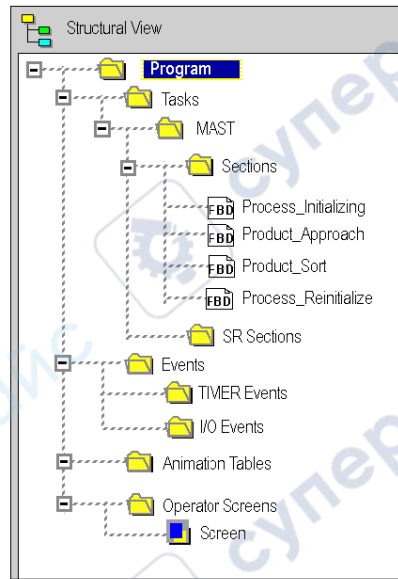 Structural View
Program
Tasks
MAST
Sections
FBD Process_Initializing
FBD Product_Approach
FBD Product_Sort
FBD Process_Reinitialize
SR Sections
Events
TIMER Events
I/O Events
Animation Tables
Operator Screens
Screen